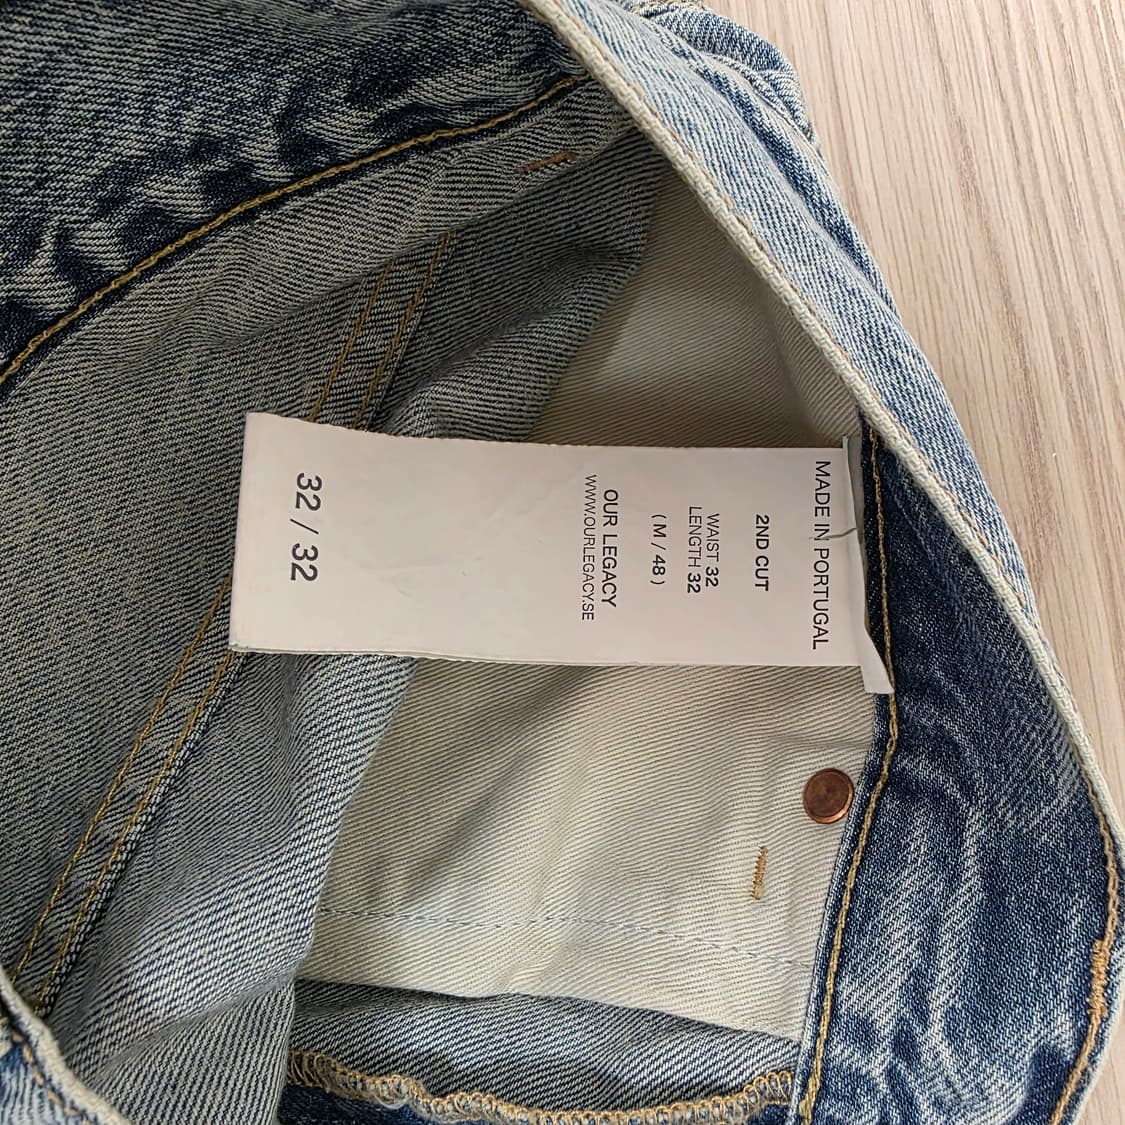 MADE IN PORTUGAL
2ND CUT
WAIST 32
LENGTH 32
( M / 48 )
OUR LEGACY
WWW.OURLEGACY.SE
32 / 32